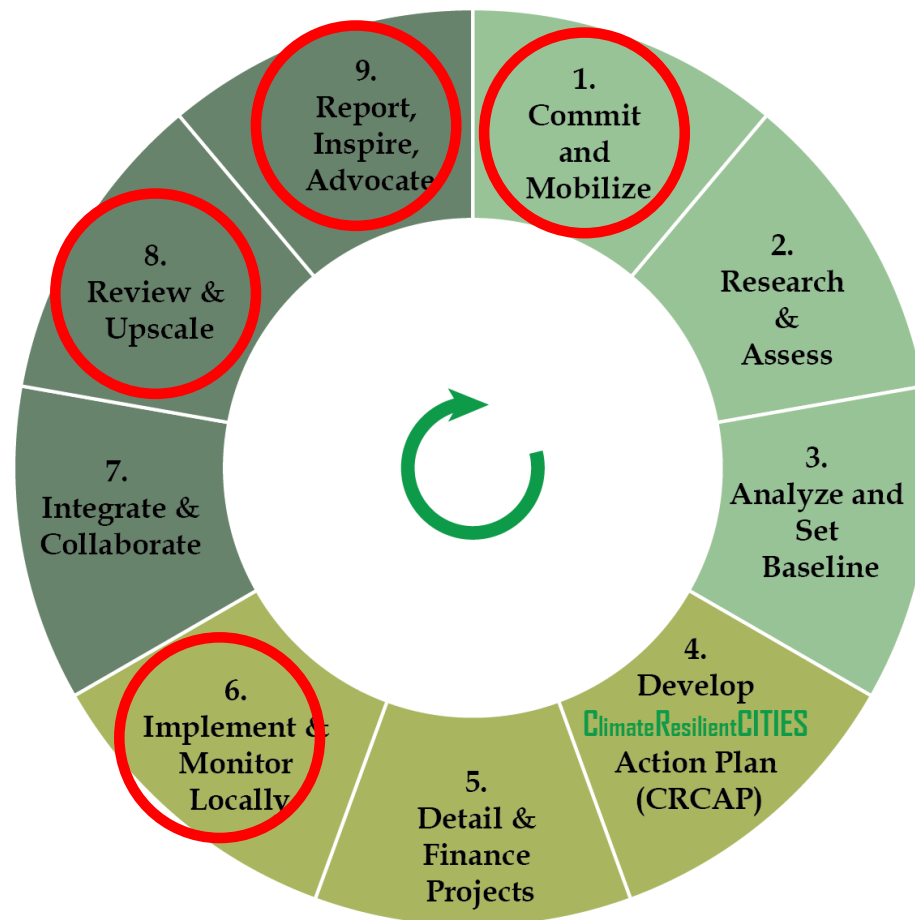 1.
Commit
and
Mobilize
2.
Research
&
Assess
3.
Analyze and
Set
Baseline
4.
Develop
ClimateResilientCITIES
Action Plan
(CRCAP)
5.
Detail &
Finance
Projects
6.
Implement &
Monitor
Locally
7.
Integrate &
Collaborate
8.
Review &
Upscale
9.
Report,
Inspire,
Advocate